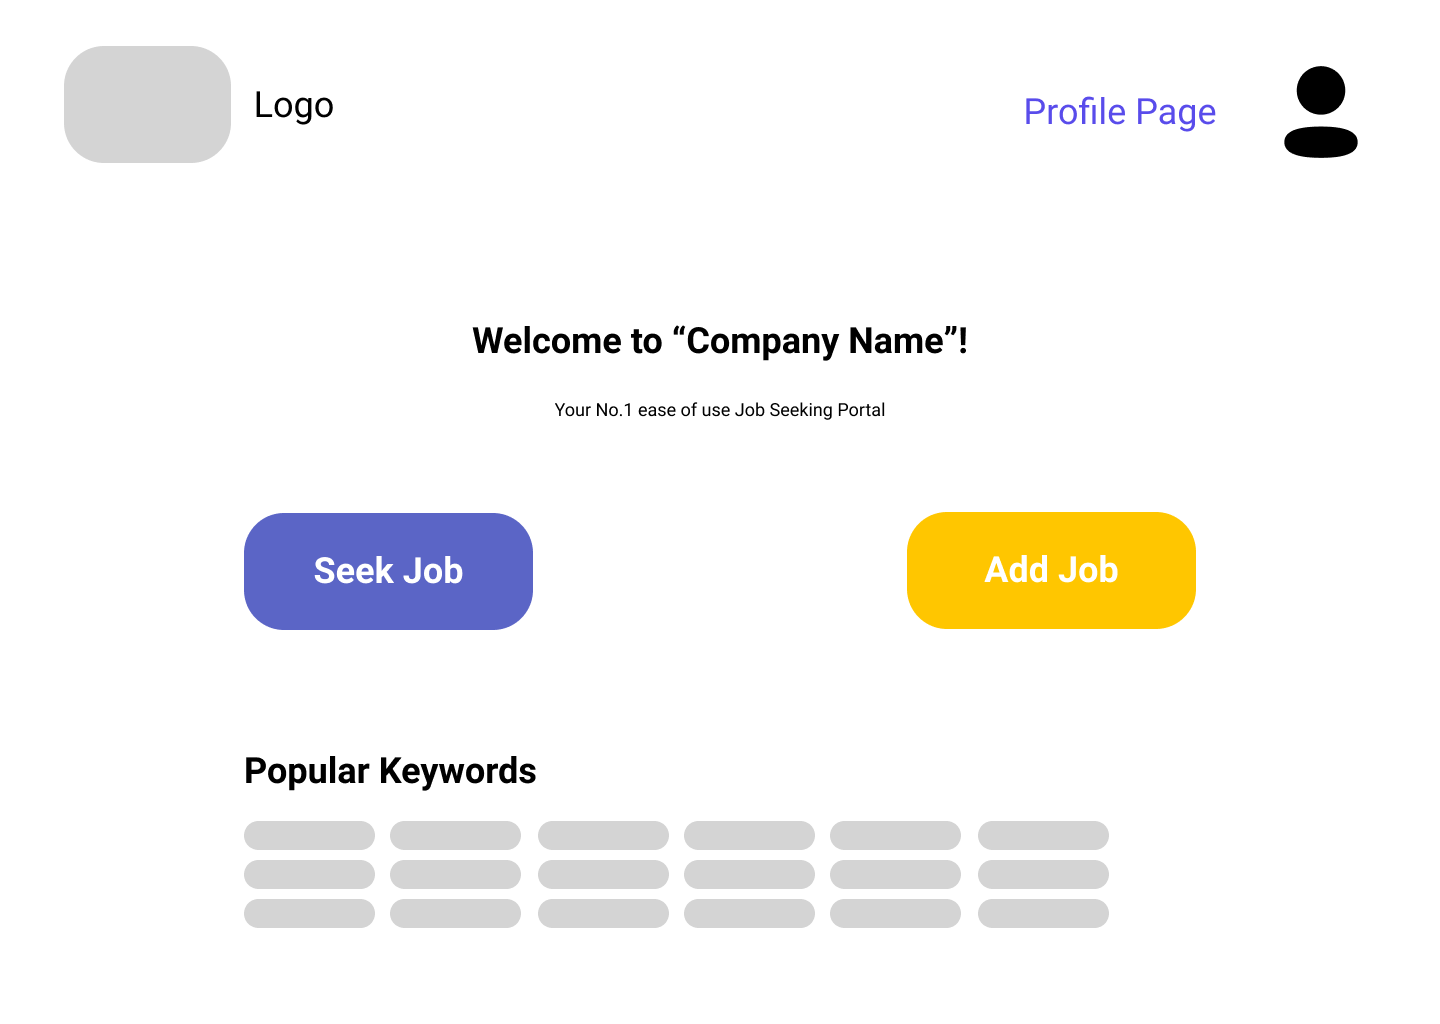 Logo
Profile Page
Welcome to “Company Name”!
Your No.1 ease of use Job Seeking Portal
Seek Job
Add Job
Popular Keywords